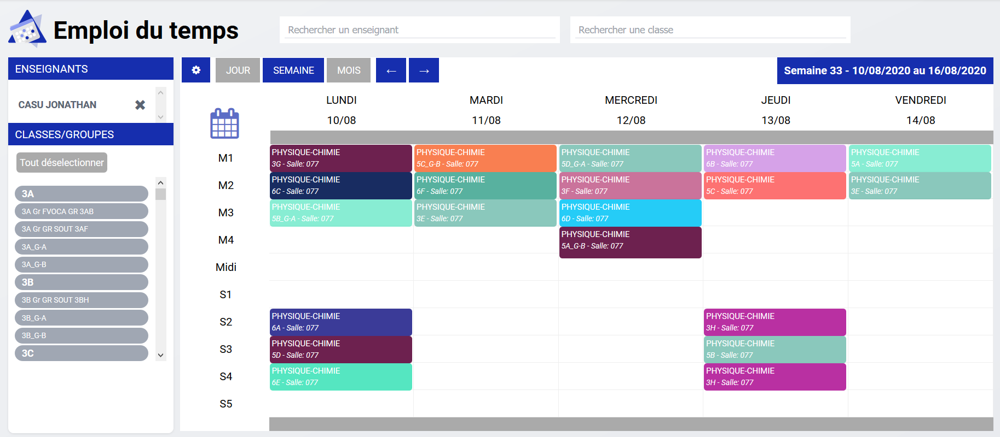 Emploi du temps
Rechercher un enseignant
Rechercher une classe
ENSEIGNANTS
CASU JONATHAN
CLASSES/GROUPES
Tout déselectionner
3A
3A Gr FVOCA GR 3AB
3A Gr GR SOUT 3AF
3A_G-A
3A_G-B
3B
3B Gr GR SOUT 3BH
3B_G-A
3B_G-B
3C
JOUR SEMAINE MOIS ← →
Semaine 33 - 10/08/2020 au 16/08/2020
LUNDI MARDI MERCREDI JEUDI VENDREDI
10/08 11/08 12/08 13/08 14/08
M1
PHYSIQUE-CHIMIE PHYSIQUE-CHIMIE PHYSIQUE-CHIMIE PHYSIQUE-CHIMIE PHYSIQUE-CHIMIE
3G - Salle: 077 5C_G-B - Salle: 077 5D_G-A - Salle: 077 6B - Salle: 077 5A - Salle: 077
M2
PHYSIQUE-CHIMIE PHYSIQUE-CHIMIE PHYSIQUE-CHIMIE PHYSIQUE-CHIMIE PHYSIQUE-CHIMIE
6C - Salle: 077 6F - Salle: 077 3F - Salle: 077 5C - Salle: 077 3E - Salle: 077
M3
PHYSIQUE-CHIMIE PHYSIQUE-CHIMIE PHYSIQUE-CHIMIE
5B_G-A - Salle: 077 3E - Salle: 077 6D - Salle: 077
M4
PHYSIQUE-CHIMIE
5A_G-B - Salle: 077
Midi
S1
S2
PHYSIQUE-CHIMIE PHYSIQUE-CHIMIE
6A - Salle: 077 3H - Salle: 077
S3
PHYSIQUE-CHIMIE PHYSIQUE-CHIMIE
5D - Salle: 077 5B - Salle: 077
S4
PHYSIQUE-CHIMIE PHYSIQUE-CHIMIE
6E - Salle: 077 3H - Salle: 077
S5